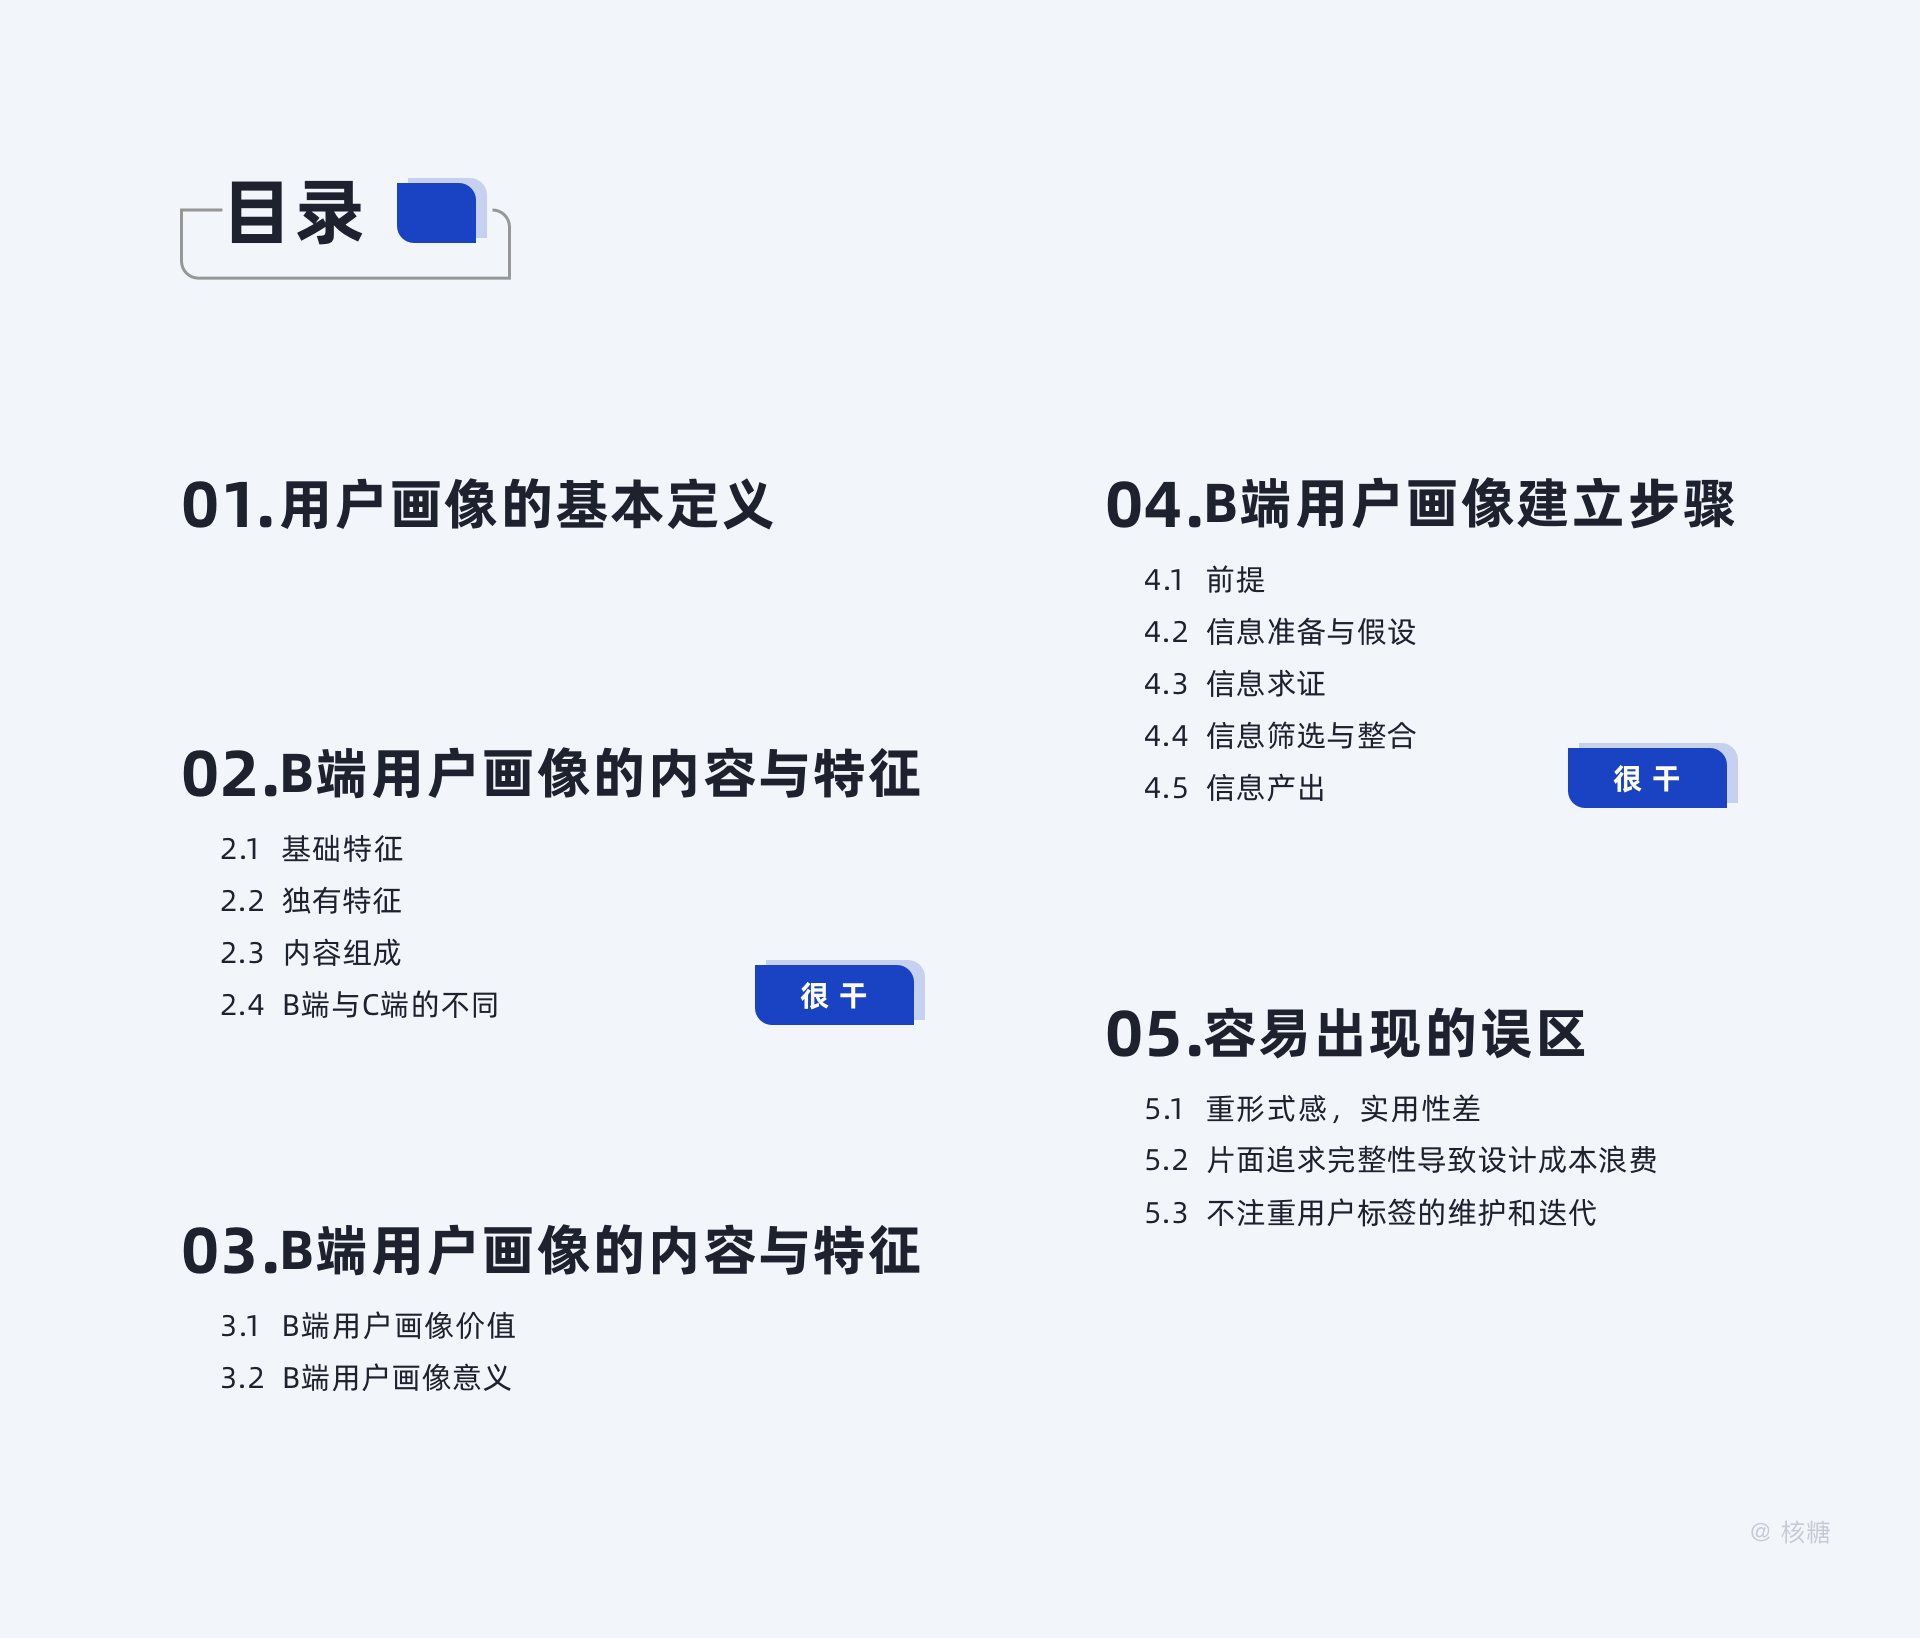 目录
01.用户画像的基本定义
02.B端用户画像的内容与特征
2.1 基础特征
2.2 独有特征
2.3 内容组成
2.4 B端与C端的不同
很 干
03.B端用户画像的内容与特征
3.1 B端用户画像价值
3.2 B端用户画像意义
04.B端用户画像建立步骤
4.1 前提
4.2 信息准备与假设
4.3 信息求证
4.4 信息筛选与整合
4.5 信息产出
很 干
05.容易出现的误区
5.1 重形式感，实用性差
5.2 片面追求完整性导致设计成本浪费
5.3 不注重用户标签的维护和迭代
@ 核糖